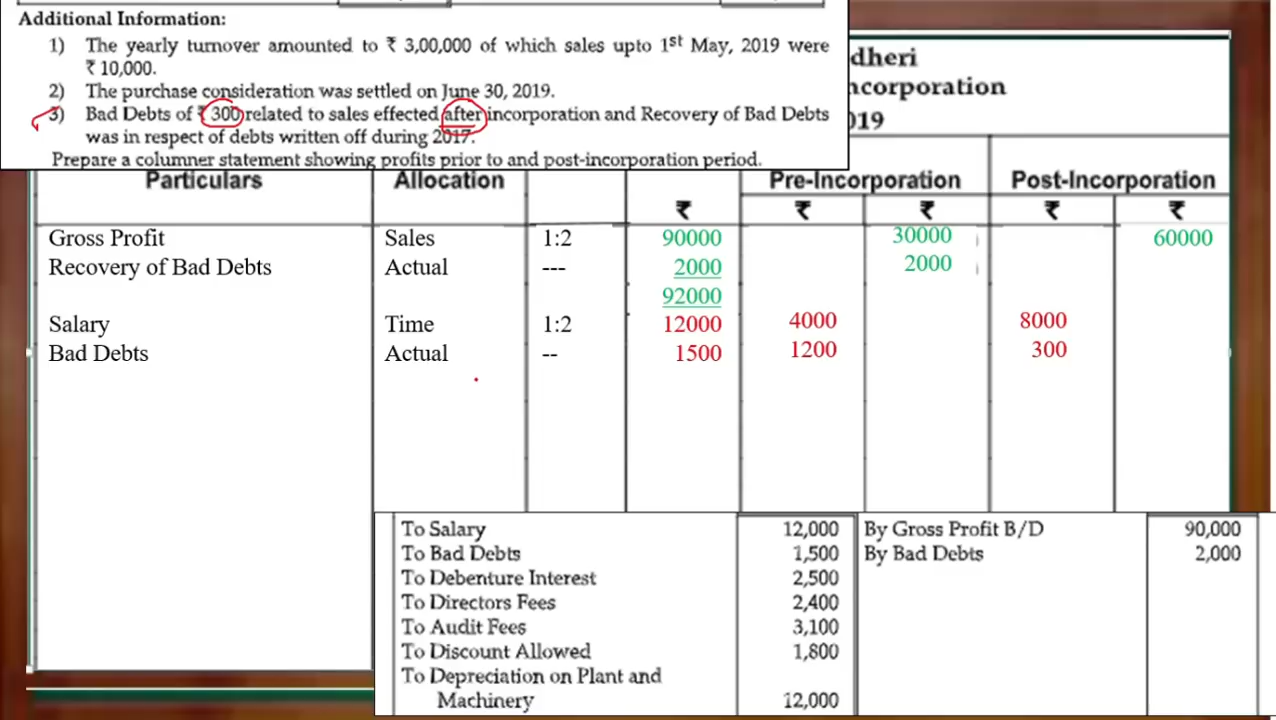 Additional Information:
1) The yearly turnover amounted to ₹ 3,00,000 of which sales upto 1st May, 2019 were
₹ 10,000.
2) The purchase consideration was settled on June 30, 2019.
3) Bad Debts of ₹ 300 related to sales effected after incorporation and Recovery of Bad Debts
was in respect of debts written off during 2017.
Prepare a columner statement showing profits prior to and post-incorporation period.
dheri
ncorporation
019
Particulars Allocation Pre-Incorporation Post-Incorporation
₹ ₹ ₹ ₹ ₹
Gross Profit Sales 1:2 90000 30000 60000
Recovery of Bad Debts Actual --- 2000 2000
92000
Salary Time 1:2 12000 4000 8000
Bad Debts Actual -- 1500 1200 300
To Salary 12,000 By Gross Profit B/D 90,000
To Bad Debts 1,500 By Bad Debts 2,000
To Debenture Interest 2,500
To Directors Fees 2,400
To Audit Fees 3,100
To Discount Allowed 1,800
To Depreciation on Plant and
Machinery 12,000